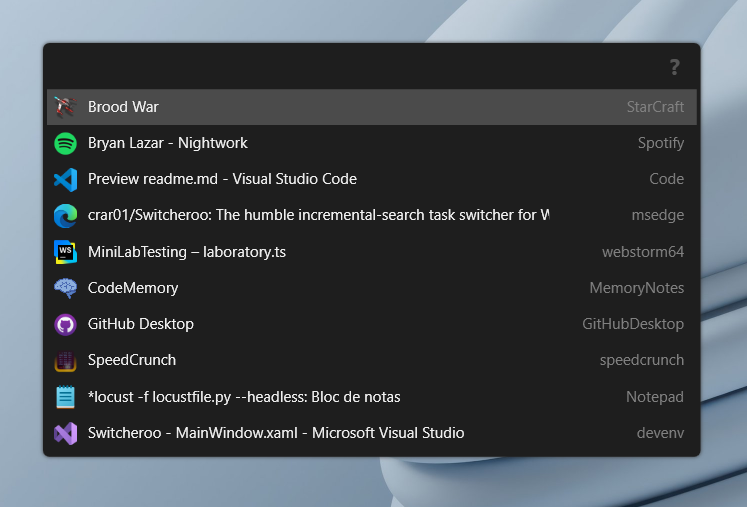 ?
Brood War StarCraft
Bryan Lazar - Nightwork Spotify
Preview readme.md - Visual Studio Code Code
crar01/Switcheroo: The humble incremental-search task switcher for msedge
WS MiniLabTesting – laboratory.ts webstorm64
CodeMemory MemoryNotes
GitHub Desktop GitHubDesktop
SpeedCrunch speedcrunch
*locust -f locustfile.py --headless: Bloc de notas Notepad
Switcheroo - MainWindow.xaml - Microsoft Visual Studio devenv